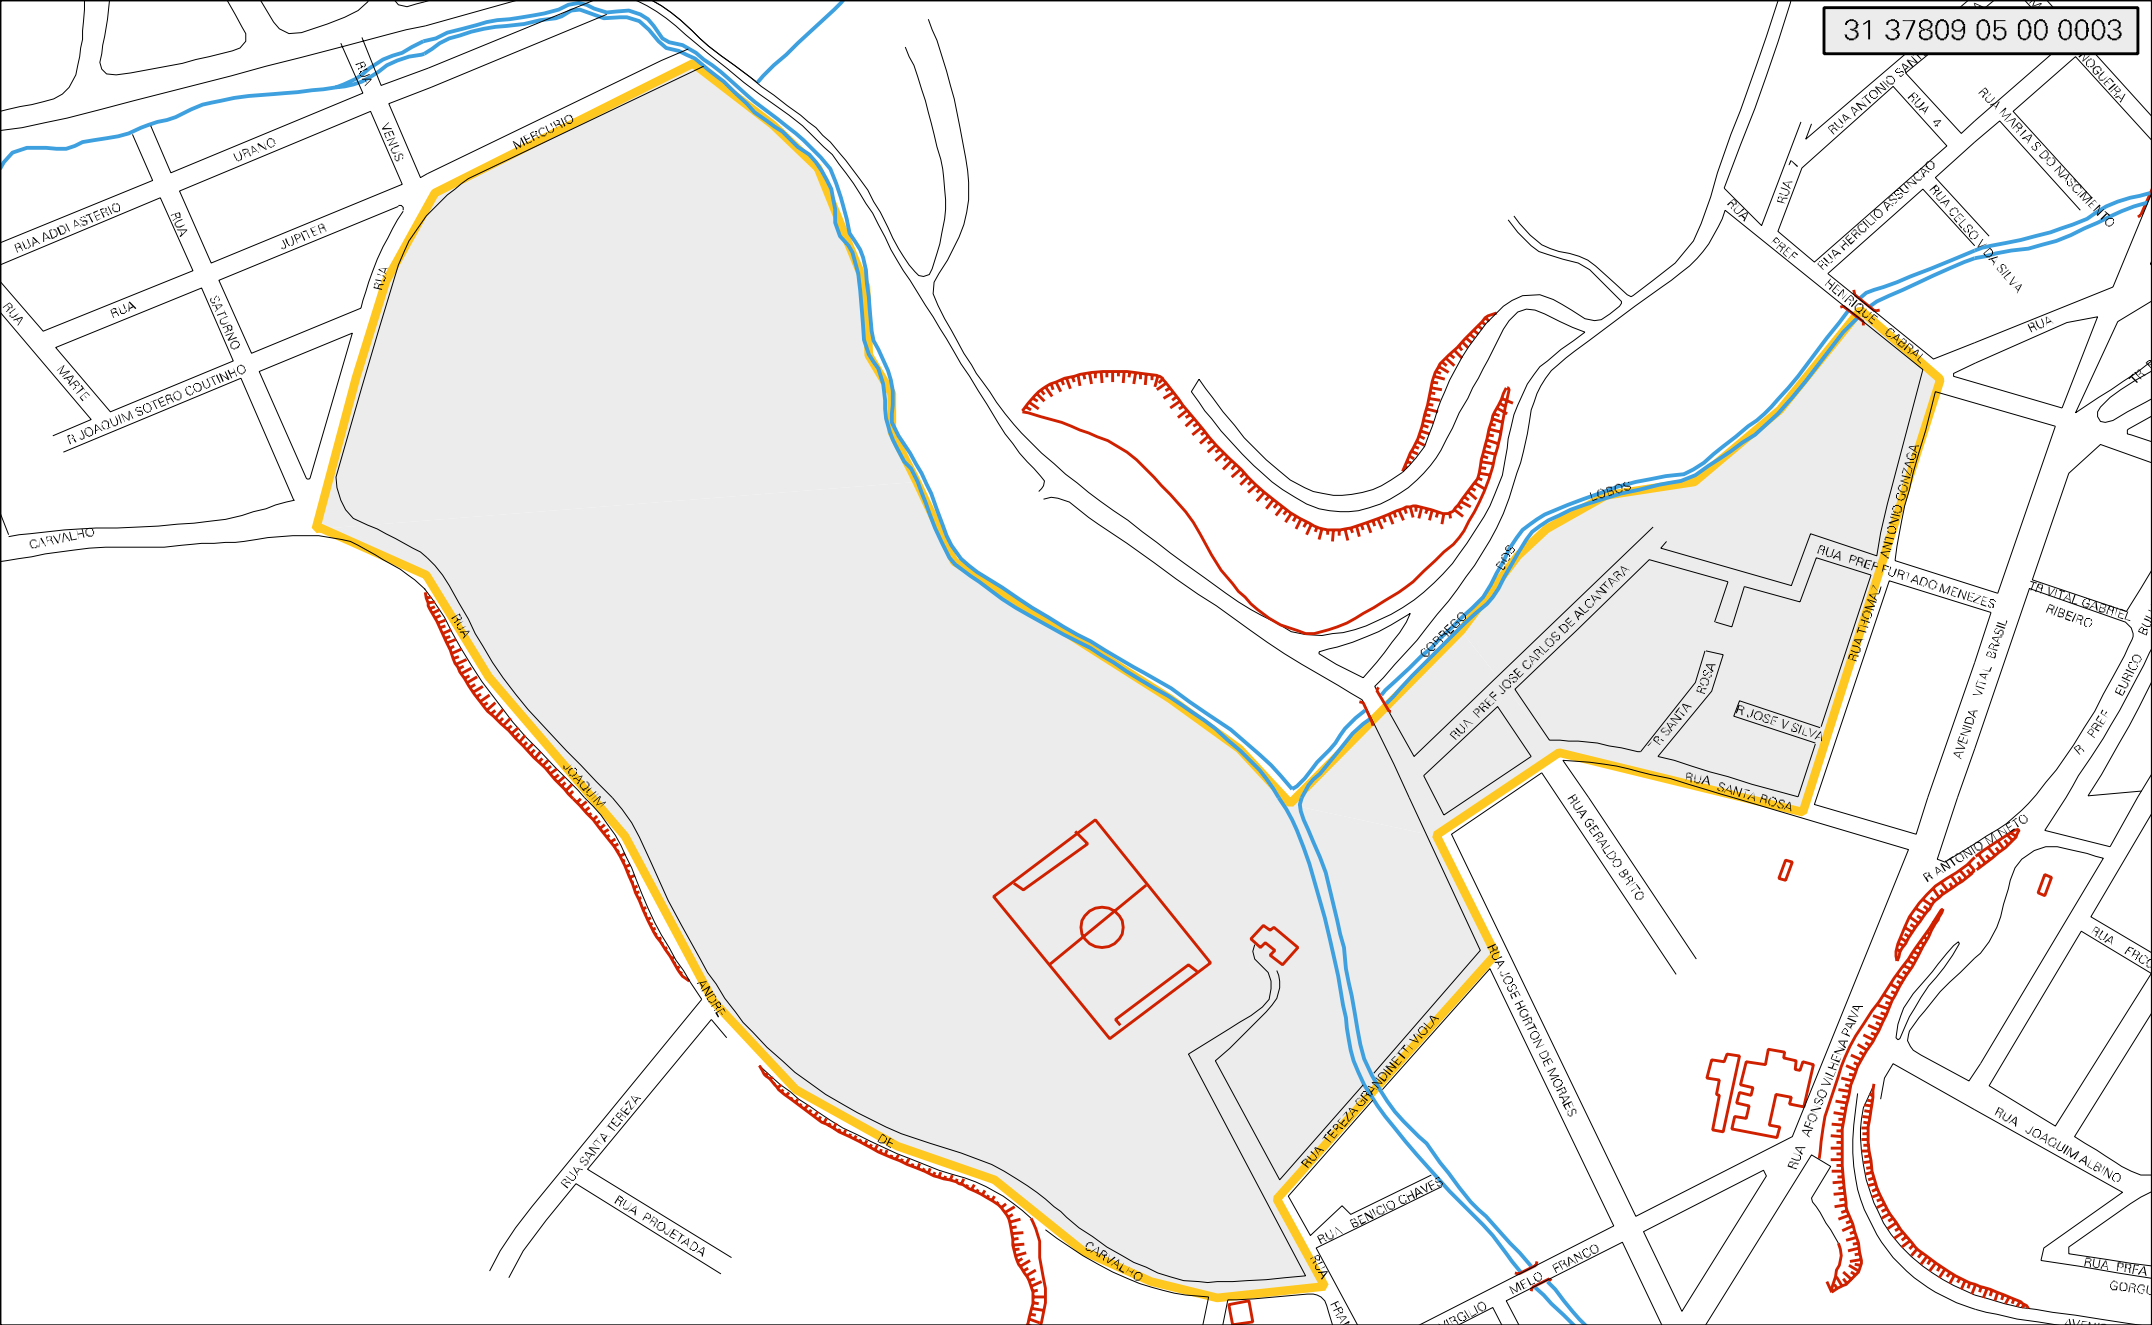 31 37809 05 00 0003
RUA
VENUS
MERCURIO
URANO
RUA ADDI ASTERIO
RUA
JUPITER
RUA
RUA
SATURNO
RUA
MARTE
R JOAQUIM SOTERO COUTINHO
CARVALHO
RUA
JOAQUIM
ANDRE
DE
CARVALHO
RUA SANTA TEREZA
RUA PROJETADA
RUA ANTONIO
RUA 4
NOGUEIRA
RUA MARIA S DO NASCIMENTO
RUA 7
RUA HERCILIO ASSUNCAO
RUA CELSO V DA SILVA
RUA
PREF
HENRIQUE CABRAL
RUA
LOBOS
DOS
CORREGO
RUA PREF JOSE CARLOS DE ALCANTARA
RUA PREF FURTADO MENEZES
RUA THOMAZ ANTONIO GONZAGA
R SANTA ROSA
R JOSE V SILVA
RUA SANTA ROSA
RUA GERALDO BRITO
AVENIDA VITAL BRASIL
TR VITAL GABRIEL
RIBEIRO
R PREF EURICO
R ANTONIO M NETO
RUA JOSE HORTON DE MORAES
RUA TEREZA GRANDINETTI VIOLA
RUA BENICIO CHAVES
RUA
MELO FRANCO
RUA AFONSO VILHENA PAIVA
RUA JOAQUIM ALBINO
RUA
RUA